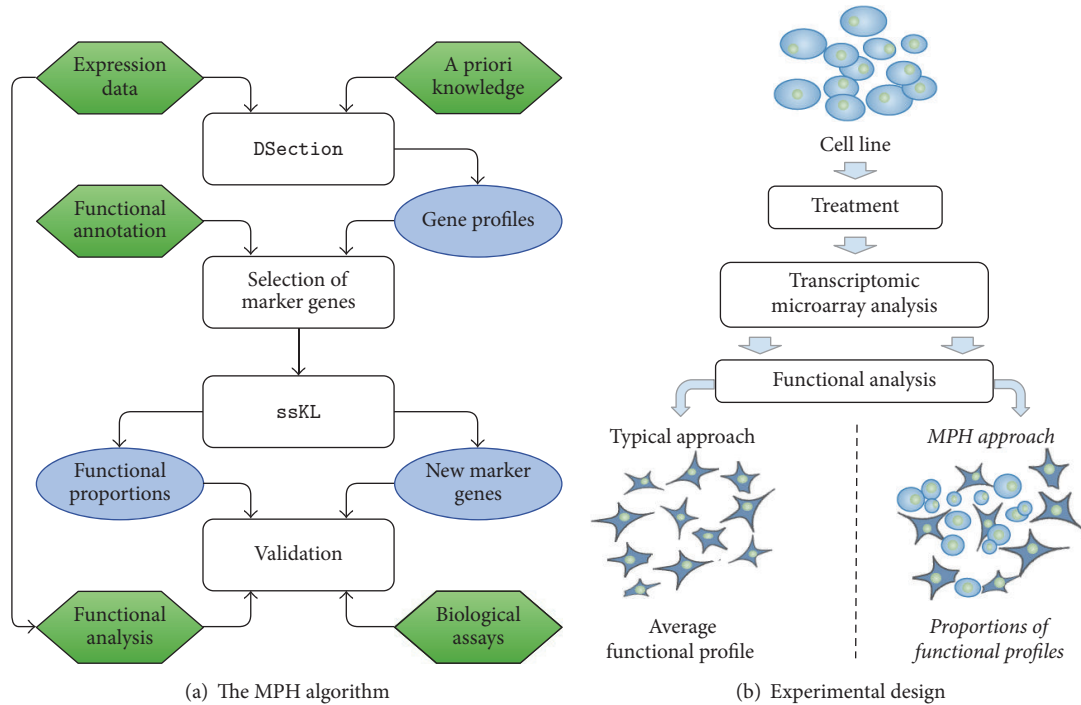 Expression
data
A priori
knowledge
DSection
Functional
annotation
Gene profiles
Selection of
marker genes
ssKL
Functional
proportions
New marker
genes
Validation
Functional
analysis
Biological
assays
(a) The MPH algorithm
Cell line
Treatment
Transcriptomic
microarray analysis
Functional analysis
Typical approach
MPH approach
Average
functional profile
Proportions of
functional profiles
(b) Experimental design